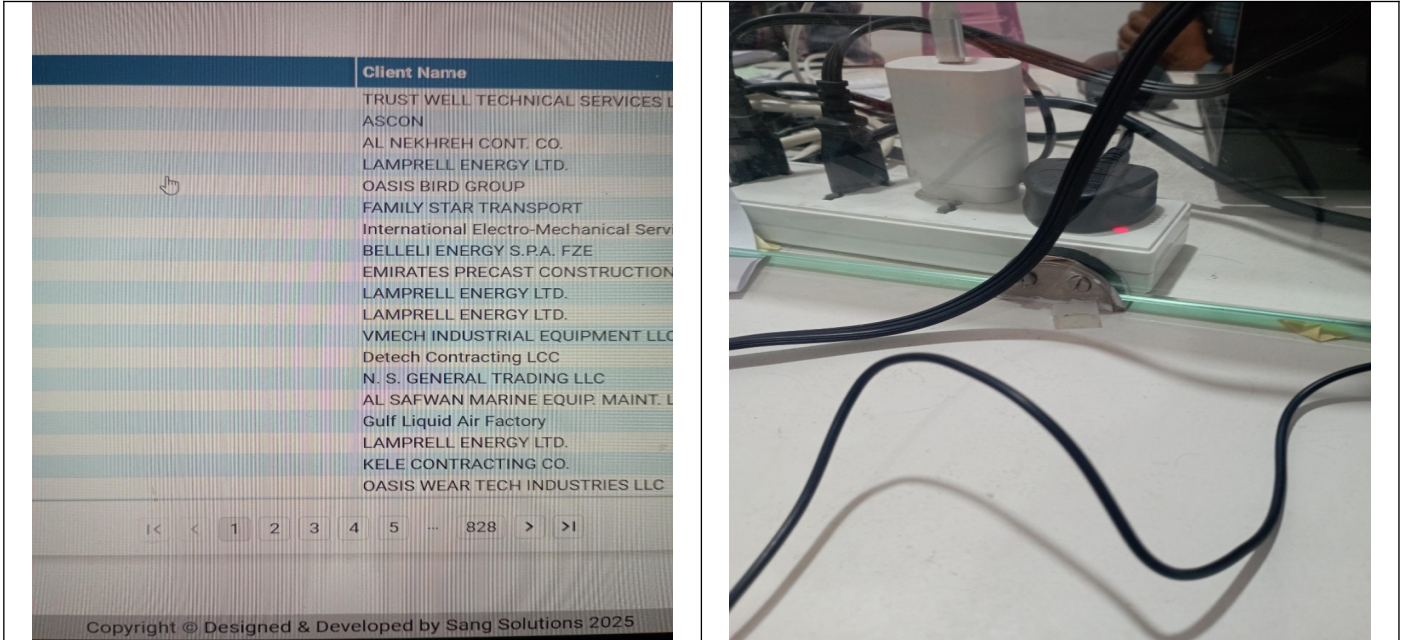 Client Name
TRUST WELL TECHNICAL SERVICES L
ASCON
AL NEKHREH CONT. CO.
LAMPRELL ENERGY LTD.
OASIS BIRD GROUP
FAMILY STAR TRANSPORT
International Electro-Mechanical Servi
BELLELI ENERGY S.P.A. FZE
EMIRATES PRECAST CONSTRUCTION
LAMPRELL ENERGY LTD.
LAMPRELL ENERGY LTD.
VMECH INDUSTRIAL EQUIPMENT LLC
Detech Contracting LCC
N. S. GENERAL TRADING LLC
AL SAFWAN MARINE EQUIP. MAINT. L
Gulf Liquid Air Factory
LAMPRELL ENERGY LTD.
KELE CONTRACTING CO.
OASIS WEAR TECH INDUSTRIES LLC
|< < 1 2 3 4 5 ... 828 > >|
Copyright © Designed & Developed by Sang Solutions 2025